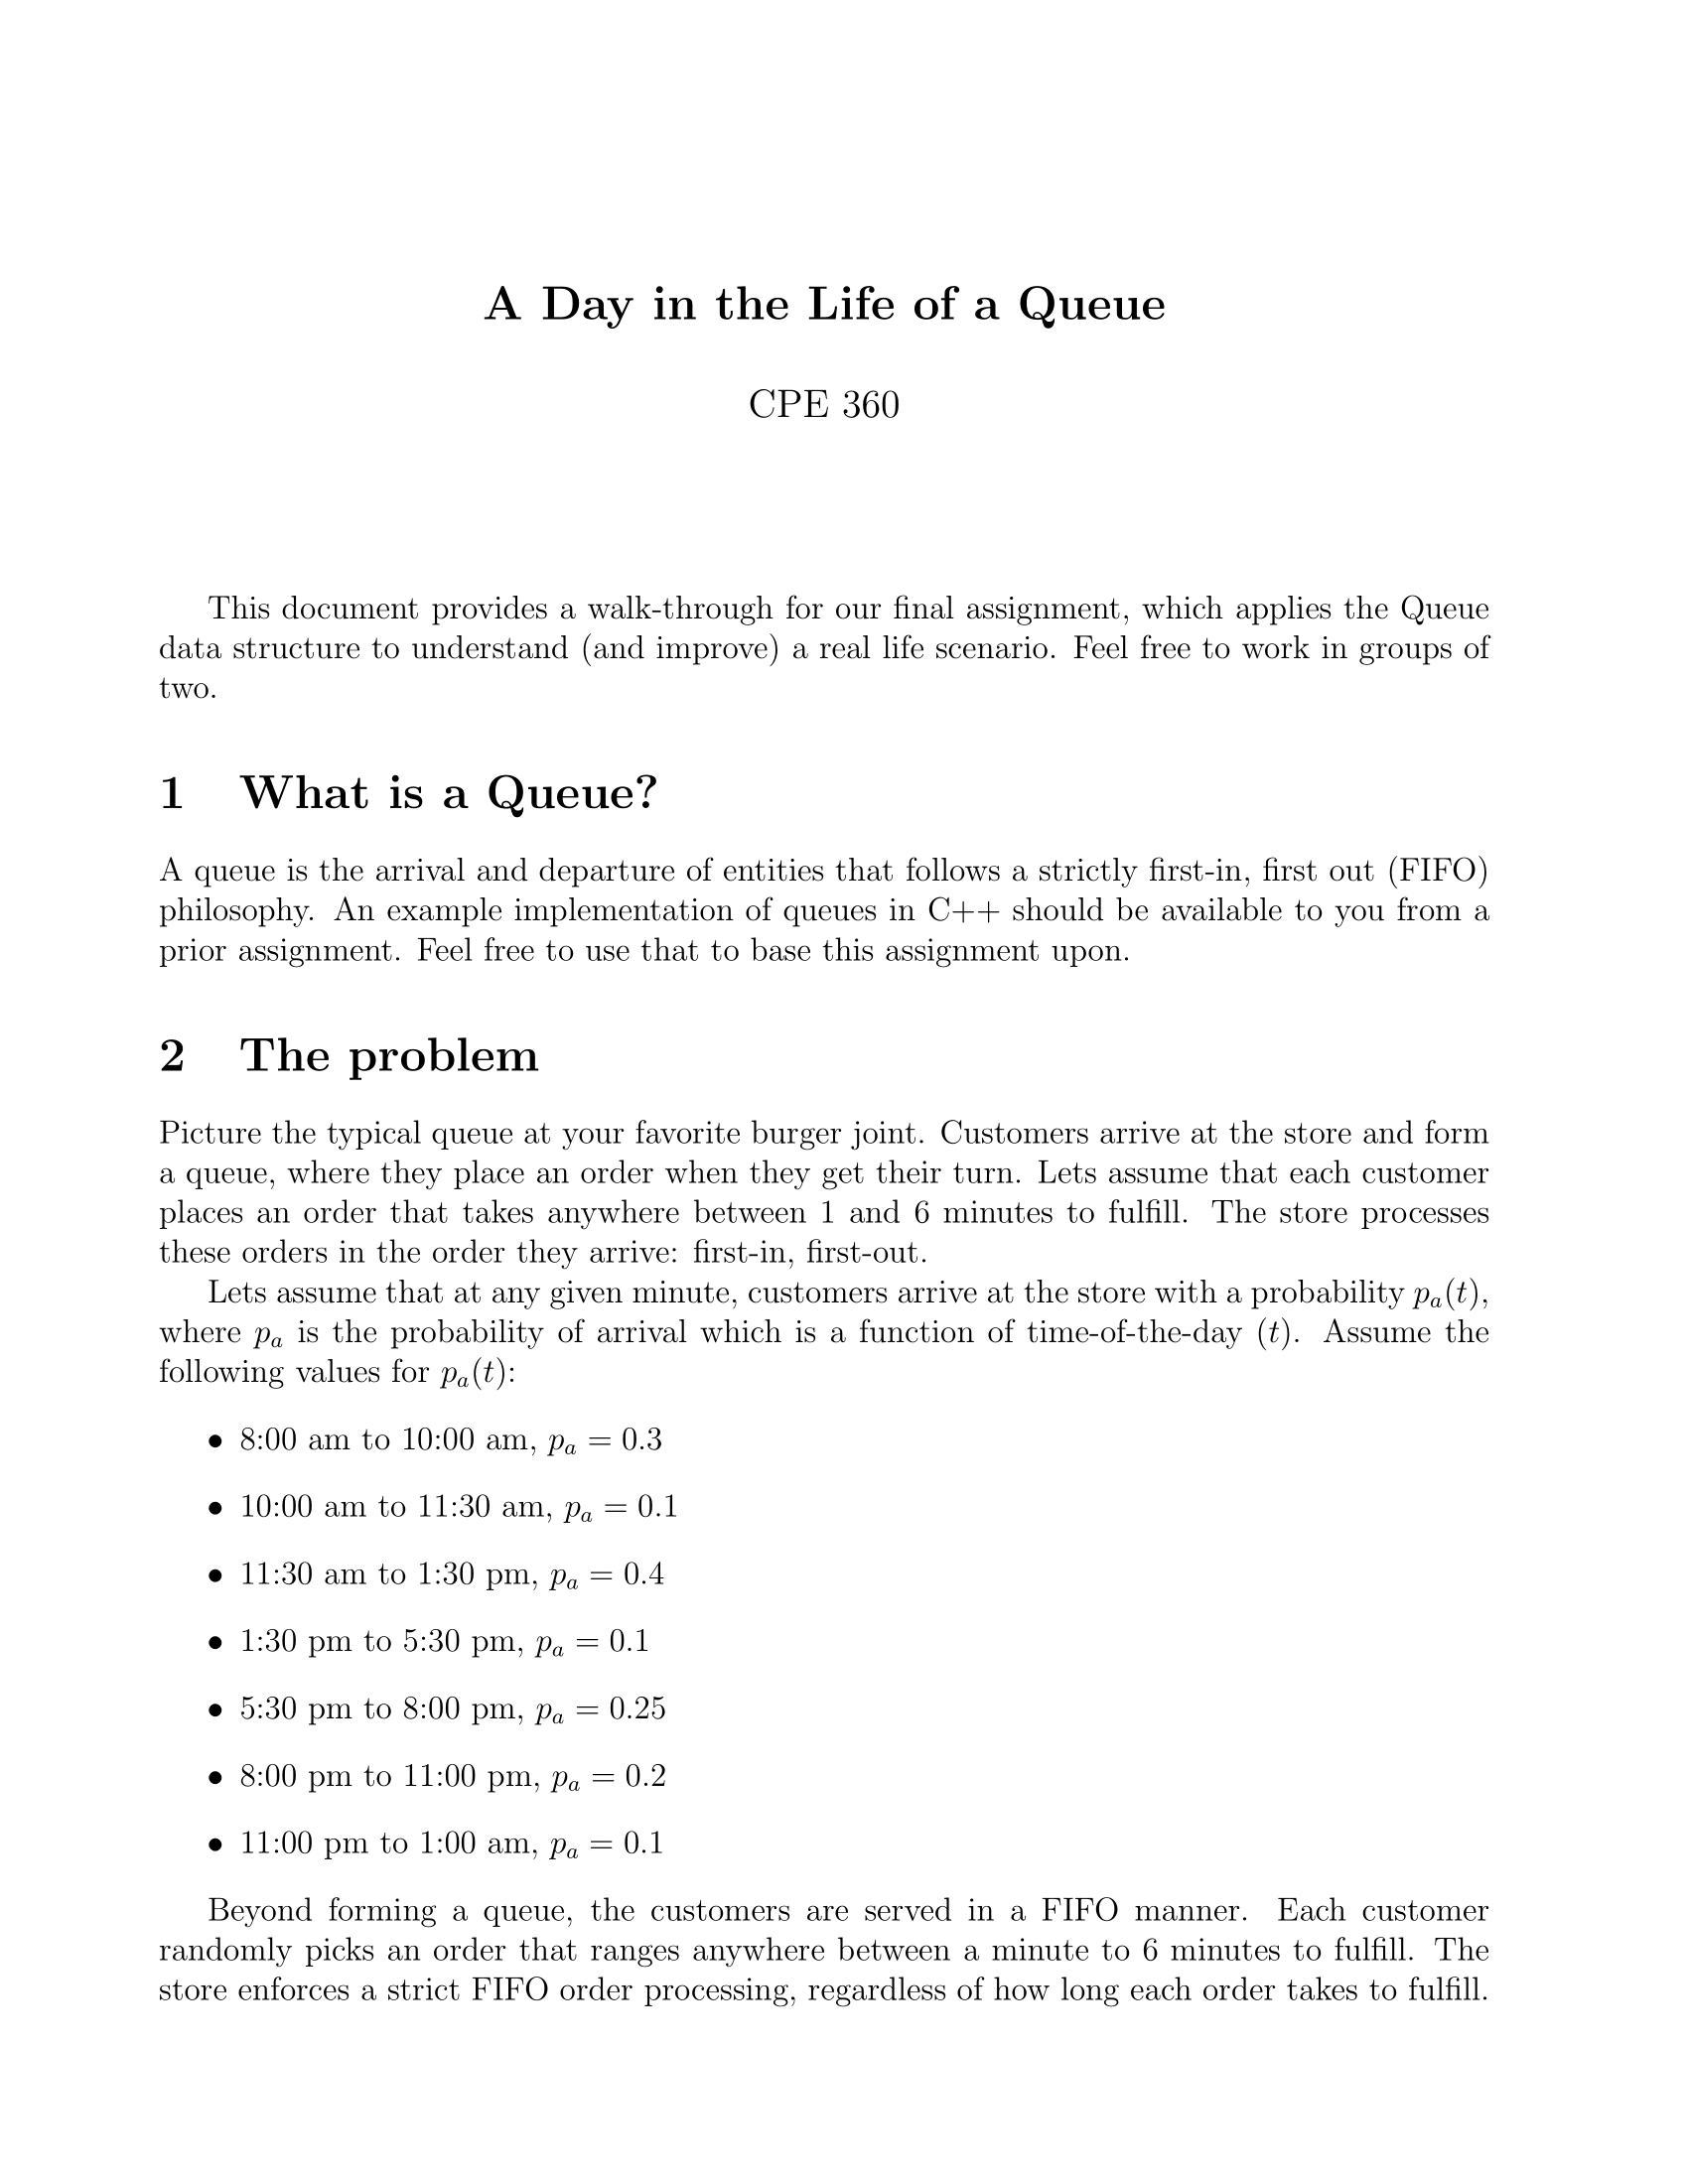 A Day in the Life of a Queue
CPE 360
This document provides a walk-through for our final assignment, which applies the Queue
data structure to understand (and improve) a real life scenario. Feel free to work in groups of
two.
1 What is a Queue?
A queue is the arrival and departure of entities that follows a strictly first-in, first out (FIFO)
philosophy. An example implementation of queues in C++ should be available to you from a
prior assignment. Feel free to use that to base this assignment upon.
2 The problem
Picture the typical queue at your favorite burger joint. Customers arrive at the store and form
a queue, where they place an order when they get their turn. Lets assume that each customer
places an order that takes anywhere between 1 and 6 minutes to fulfill. The store processes
these orders in the order they arrive: first-in, first-out.
Lets assume that at any given minute, customers arrive at the store with a probability $p_a(t)$,
where $p_a$ is the probability of arrival which is a function of time-of-the-day $(t)$. Assume the
following values for $p_a(t)$:
• 8:00 am to 10:00 am, $p_a = 0.3$
• 10:00 am to 11:30 am, $p_a = 0.1$
• 11:30 am to 1:30 pm, $p_a = 0.4$
• 1:30 pm to 5:30 pm, $p_a = 0.1$
• 5:30 pm to 8:00 pm, $p_a = 0.25$
• 8:00 pm to 11:00 pm, $p_a = 0.2$
• 11:00 pm to 1:00 am, $p_a = 0.1$
Beyond forming a queue, the customers are served in a FIFO manner. Each customer
randomly picks an order that ranges anywhere between a minute to 6 minutes to fulfill. The
store enforces a strict FIFO order processing, regardless of how long each order takes to fulfill.